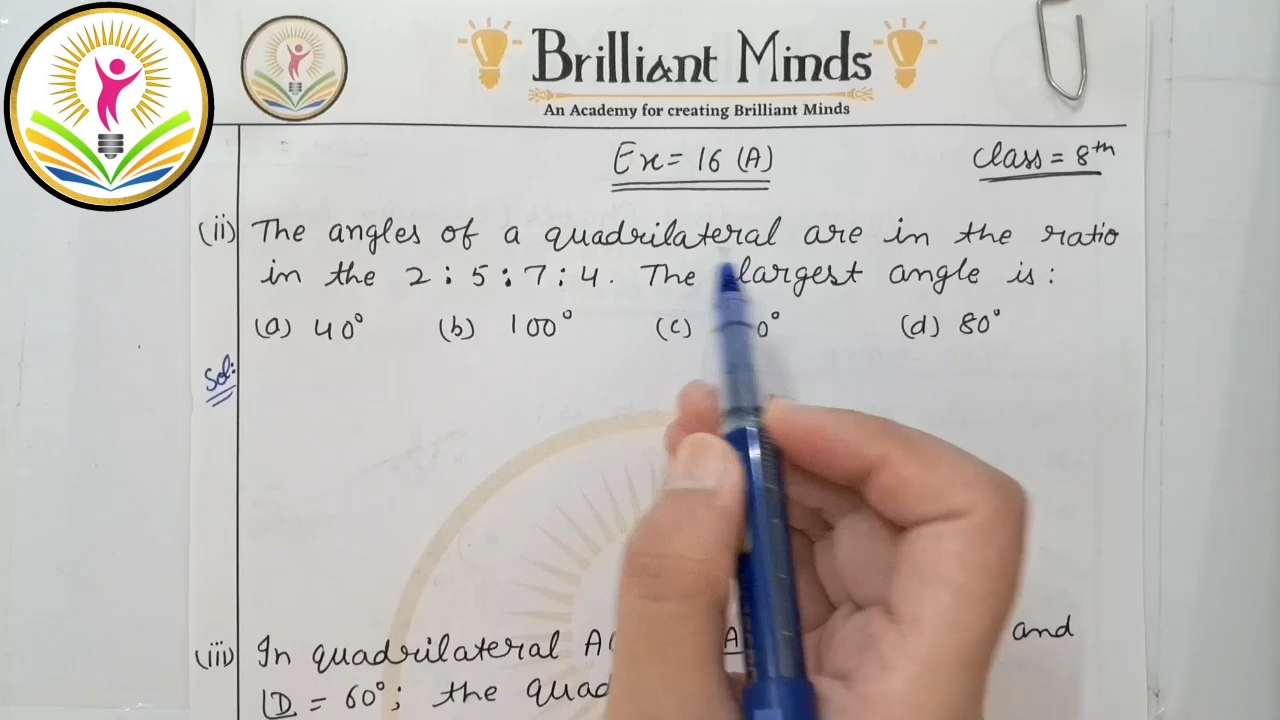 Brilliant Minds
An Academy for creating Brilliant Minds
Ex = 16 (A)
Class = 8th
(ii) The angles of a quadrilateral are in the ratio
in the 2 : 5 : 7 : 4. The largest angle is :
(a) 40° (b) 100° (c) 0° (d) 80°
Sol:
(iii) In quadrilateral A and
∠D = 60°; the quad